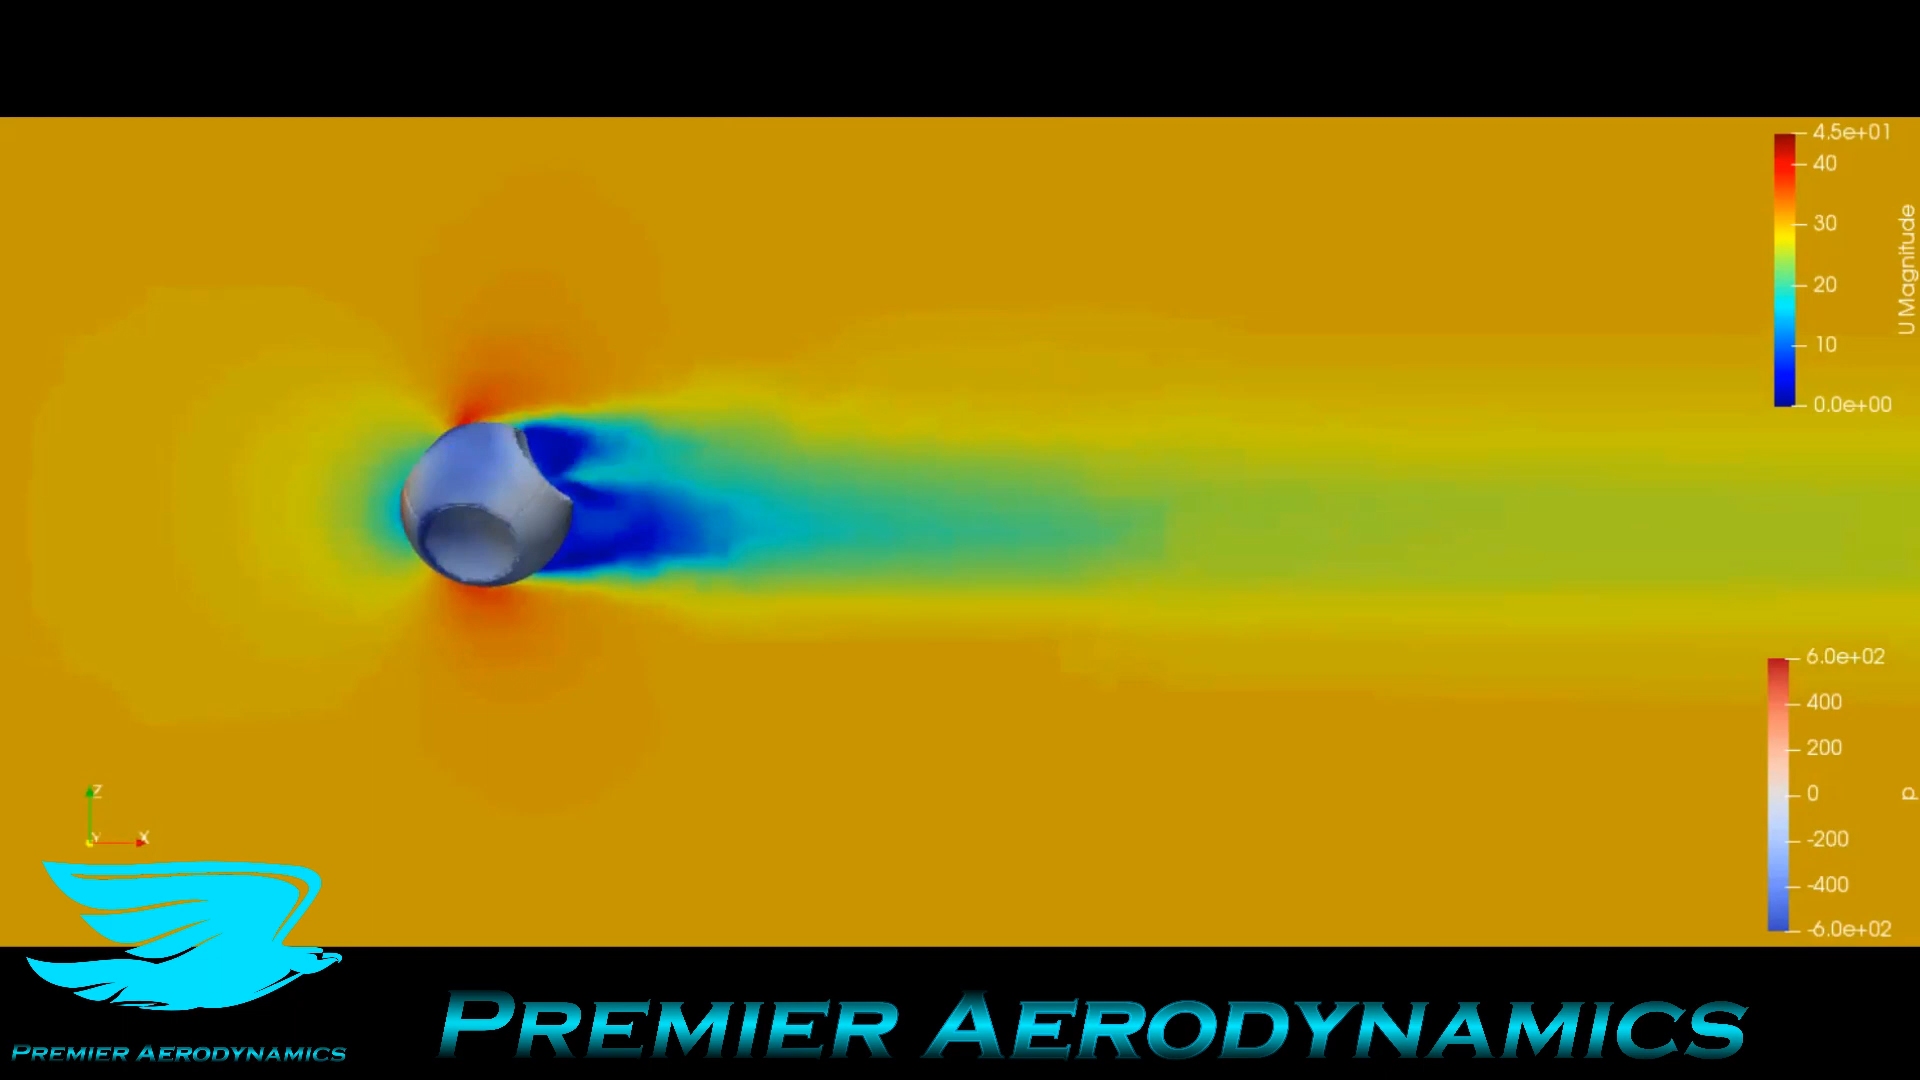 4.5e+01
40
30
20
10
0.0e+00
U Magnitude
6.0e+02
400
200
0
-200
-400
-6.0e+02
p
Z
Y
X
PREMIER AERODYNAMICS
PREMIER AERODYNAMICS